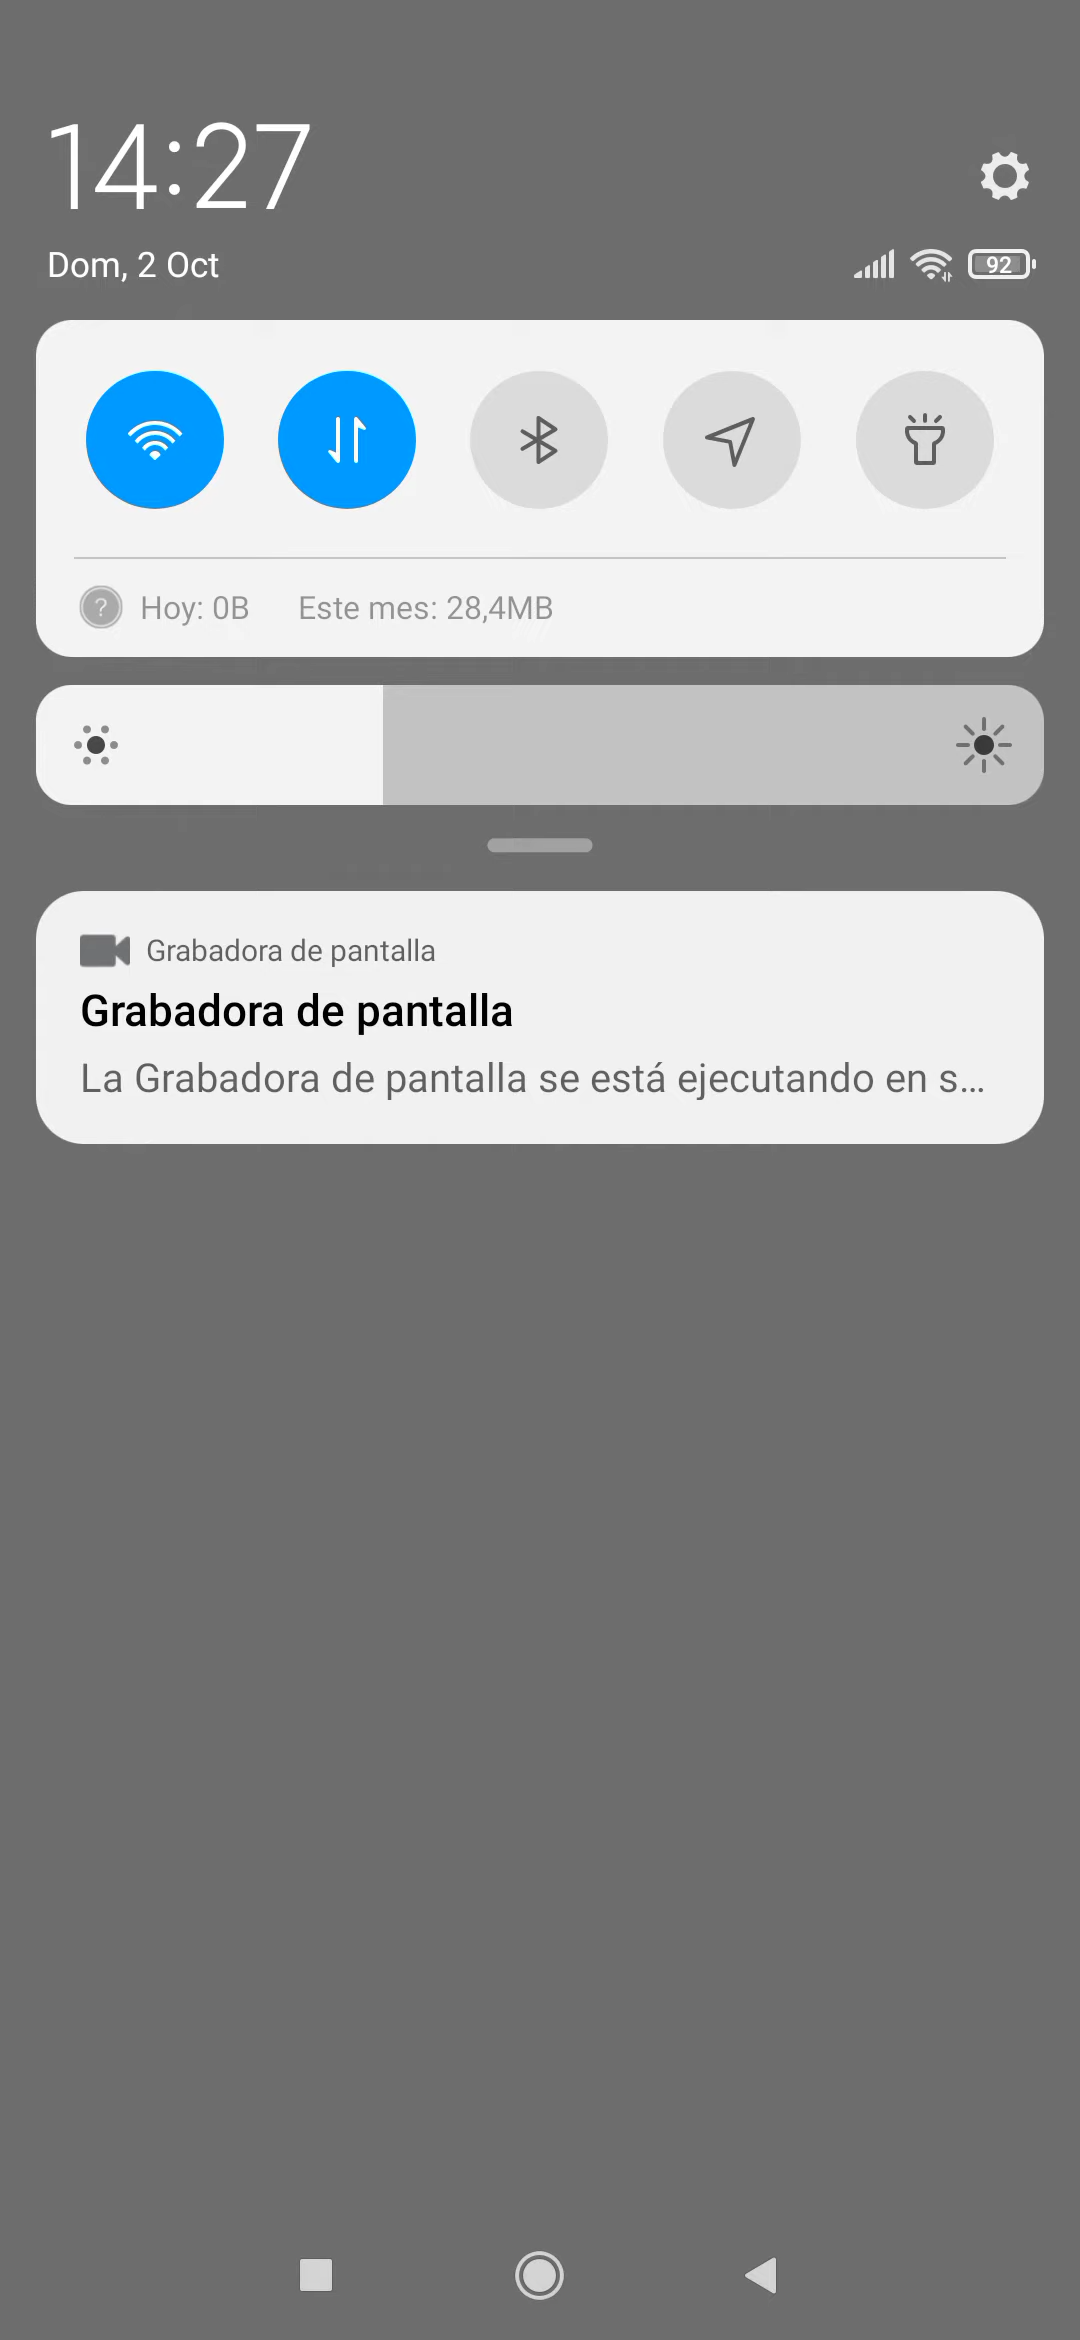 14:27
Dom, 2 Oct
92
? Hoy: 0B Este mes: 28,4MB
Grabadora de pantalla
Grabadora de pantalla
La Grabadora de pantalla se está ejecutando en s...